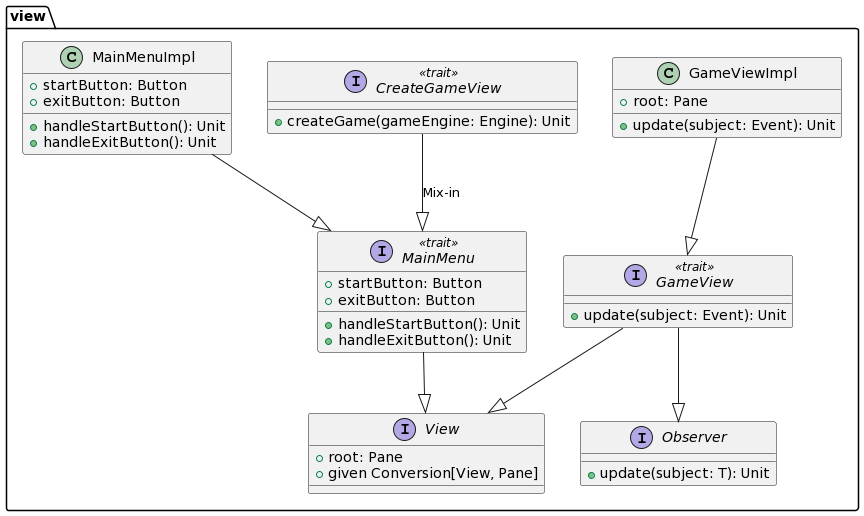 view
C MainMenuImpl
startButton: Button
exitButton: Button
handleStartButton(): Unit
handleExitButton(): Unit
I «trait»
CreateGameView
createGame(gameEngine: Engine): Unit
C GameViewImpl
root: Pane
update(subject: Event): Unit
Mix-in
I «trait»
MainMenu
startButton: Button
exitButton: Button
handleStartButton(): Unit
handleExitButton(): Unit
I «trait»
GameView
update(subject: Event): Unit
I View
root: Pane
given Conversion[View, Pane]
I Observer
update(subject: T): Unit